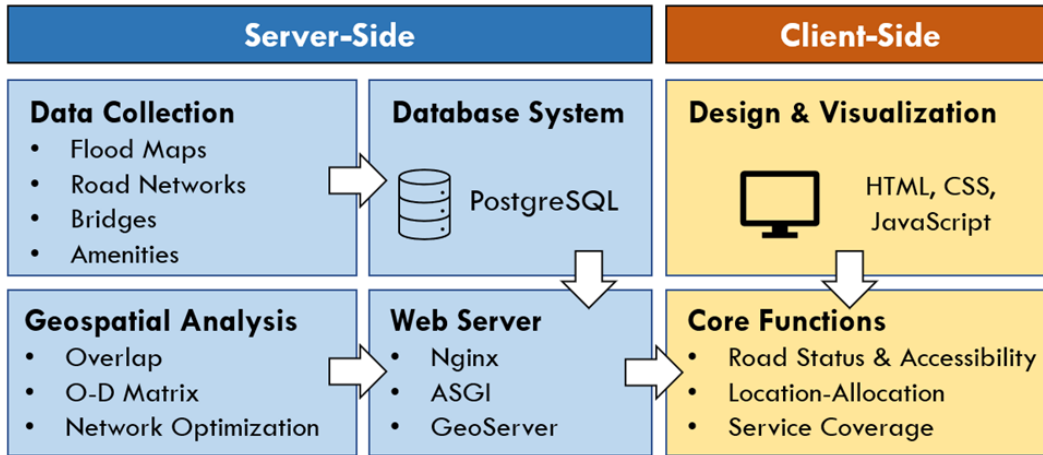 Server-Side
Client-Side
Data Collection
• Flood Maps
• Road Networks
• Bridges
• Amenities
Database System
PostgreSQL
Design & Visualization
HTML, CSS,
JavaScript
Geospatial Analysis
• Overlap
• O-D Matrix
• Network Optimization
Web Server
• Nginx
• ASGI
• GeoServer
Core Functions
• Road Status & Accessibility
• Location-Allocation
• Service Coverage